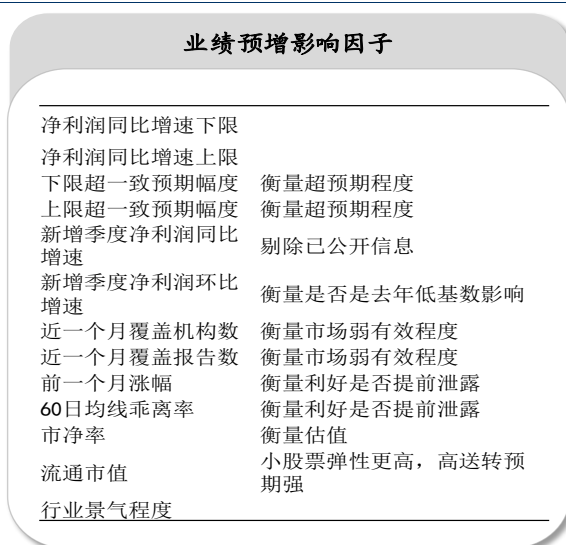 业绩预增影响因子
净利润同比增速下限
净利润同比增速上限
下限超一致预期幅度 衡量超预期程度
上限超一致预期幅度 衡量超预期程度
新增季度净利润同比
增速
剔除已公开信息
新增季度净利润环比
增速
衡量是否是去年低基数影响
近一个月覆盖机构数 衡量市场弱有效程度
近一个月覆盖报告数 衡量市场弱有效程度
前一个月涨幅 衡量利好是否提前泄露
60日均线乖离率 衡量利好是否提前泄露
市净率 衡量估值
流通市值
小股票弹性更高，高送转预
期强
行业景气程度